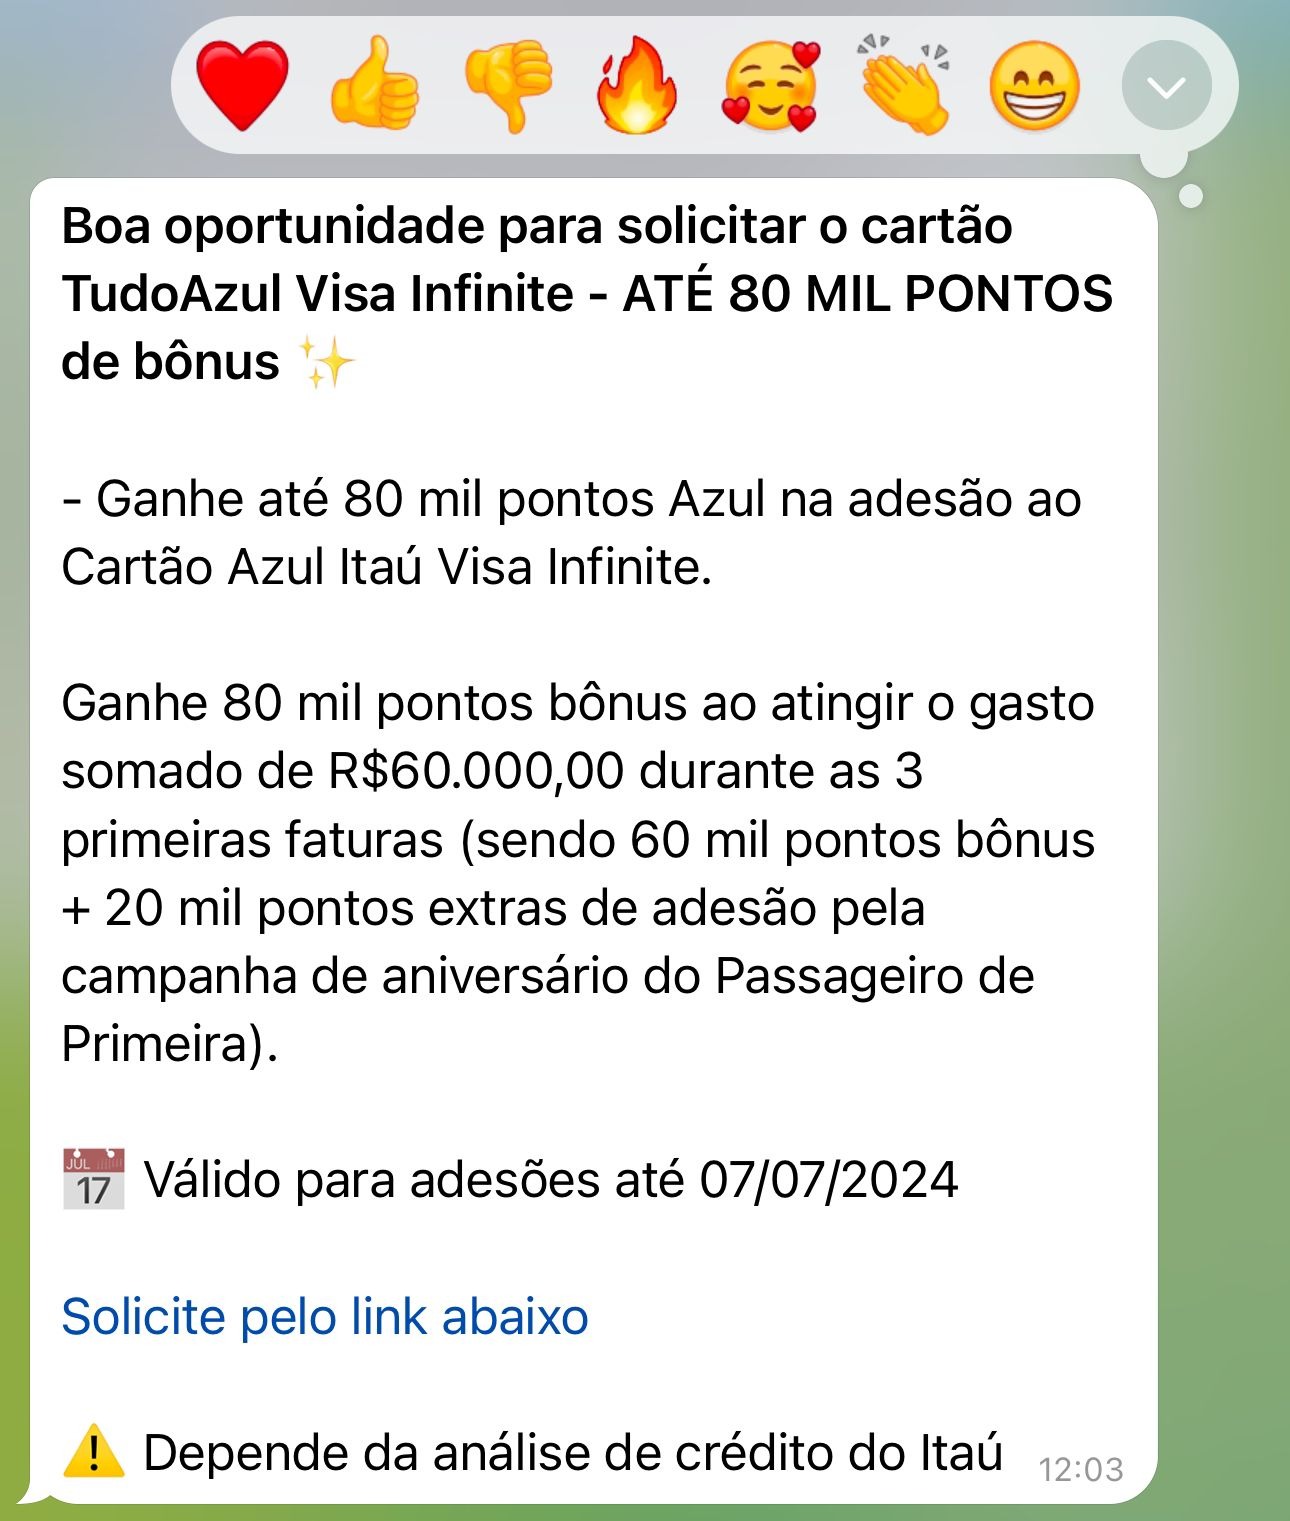 Boa oportunidade para solicitar o cartão
TudoAzul Visa Infinite - ATÉ 80 MIL PONTOS
de bônus ✨
- Ganhe até 80 mil pontos Azul na adesão ao
Cartão Azul Itaú Visa Infinite.
Ganhe 80 mil pontos bônus ao atingir o gasto
somado de R$60.000,00 durante as 3
primeiras faturas (sendo 60 mil pontos bônus
+ 20 mil pontos extras de adesão pela
campanha de aniversário do Passageiro de
Primeira).
📅 Válido para adesões até 07/07/2024
Solicite pelo link abaixo
⚠️ Depende da análise de crédito do Itaú
12:03